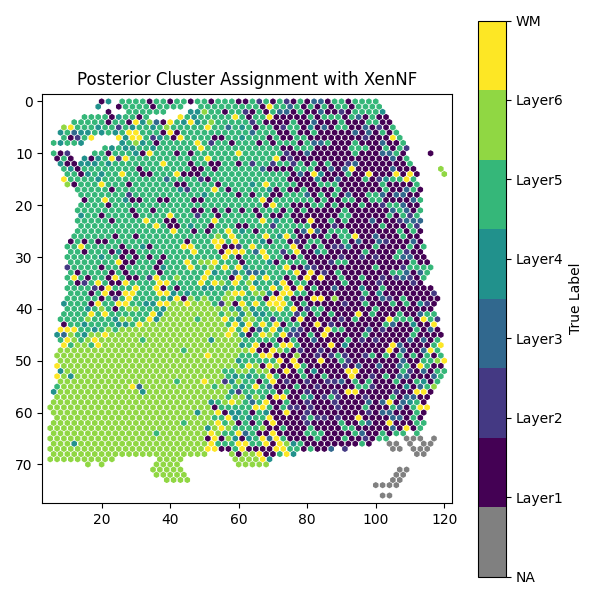 Posterior Cluster Assignment with XenNF
0
10
20
30
40
50
60
70
20
40
60
80
100
120
WM
Layer6
Layer5
Layer4
Layer3
Layer2
Layer1
NA
True Label